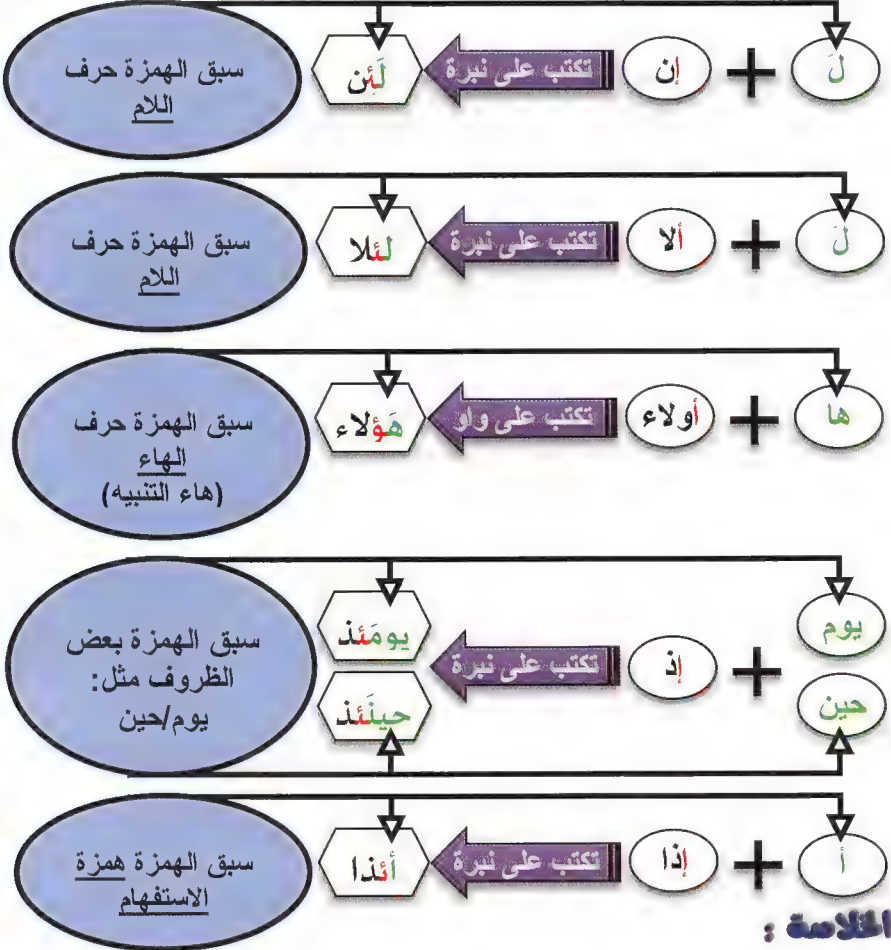 لَ + إن تكتب على نبرة لَئِن سبق الهمزة حرف
اللام
لَ + ألا تكتب على نبرة لئلا سبق الهمزة حرف
اللام
ها + أولاء تكتب على واو هَؤلاء سبق الهمزة حرف
الهاء
(هاء التنبيه)
يوم
حين
+ إذ تكتب على نبرة
يومَئذ
حينَئذ
سبق الهمزة بعض
الظروف مثل:
يوم/حين
أ + إذا تكتب على نبرة أئذا سبق الهمزة همزة
الاستفهام
الخلاصة :